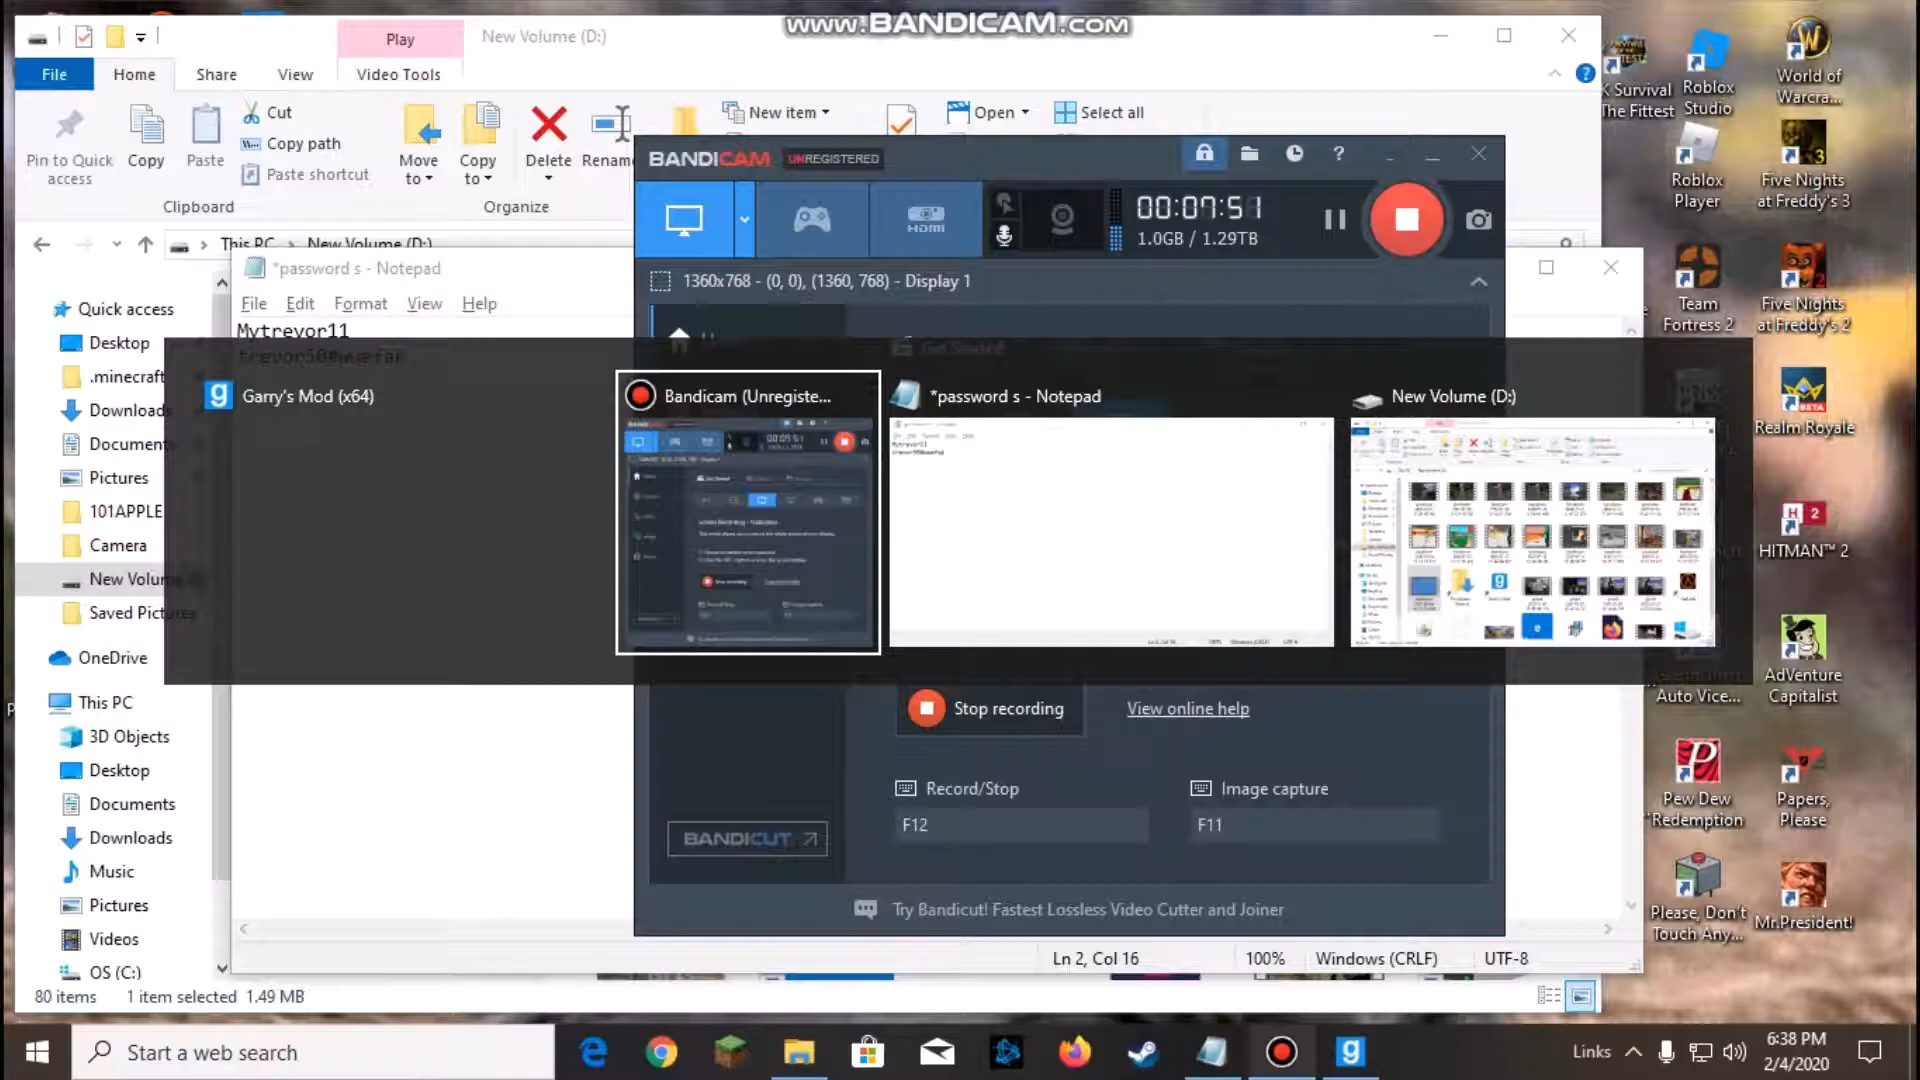 www.BANDICAM.com
Play
New Volume (D:)
File
Home
Share
View
Video Tools
Pin to Quick access
Copy
Paste
Cut
Copy path
Paste shortcut
Clipboard
Move to
Copy to
Delete
Rename
Organize
New item
Open
Select all
This PC > New Volume (D:)
Quick access
Desktop
.minecraft
Downloads
Documents
Pictures
101APPLE
Camera
New Volum
Saved Pictures
OneDrive
This PC
3D Objects
Desktop
Documents
Downloads
Music
Pictures
Videos
OS (C:)
80 items
1 item selected 1.49 MB
*password s - Notepad
File
Edit
Format
View
Help
Mytrevor11
BANDICAM
UNREGISTERED
HDMI
00:07:51
1.0GB / 1.29TB
1360x768 - (0, 0), (1360, 768) - Display 1
Get Started
Garry's Mod (x64)
Bandicam (Unregiste...
*password s - Notepad
New Volume (D:)
Stop recording
View online help
Record/Stop
F12
Image capture
F11
BANDICUT
Try Bandicut! Fastest Lossless Video Cutter and Joiner
Ln 2, Col 16
100%
Windows (CRLF)
UTF-8
Survival
The Fittest
Roblox Studio
World of Warcra...
Roblox Player
Five Nights at Freddy's 3
Team Fortress 2
Five Nights at Freddy's 2
Realm Royale
HITMAN™ 2
Auto Vice...
AdVenture Capitalist
Pew Dew Redemption
Papers, Please
Please, Don't Touch Any...
Mr.President!
Start a web search
Links
6:38 PM
2/4/2020